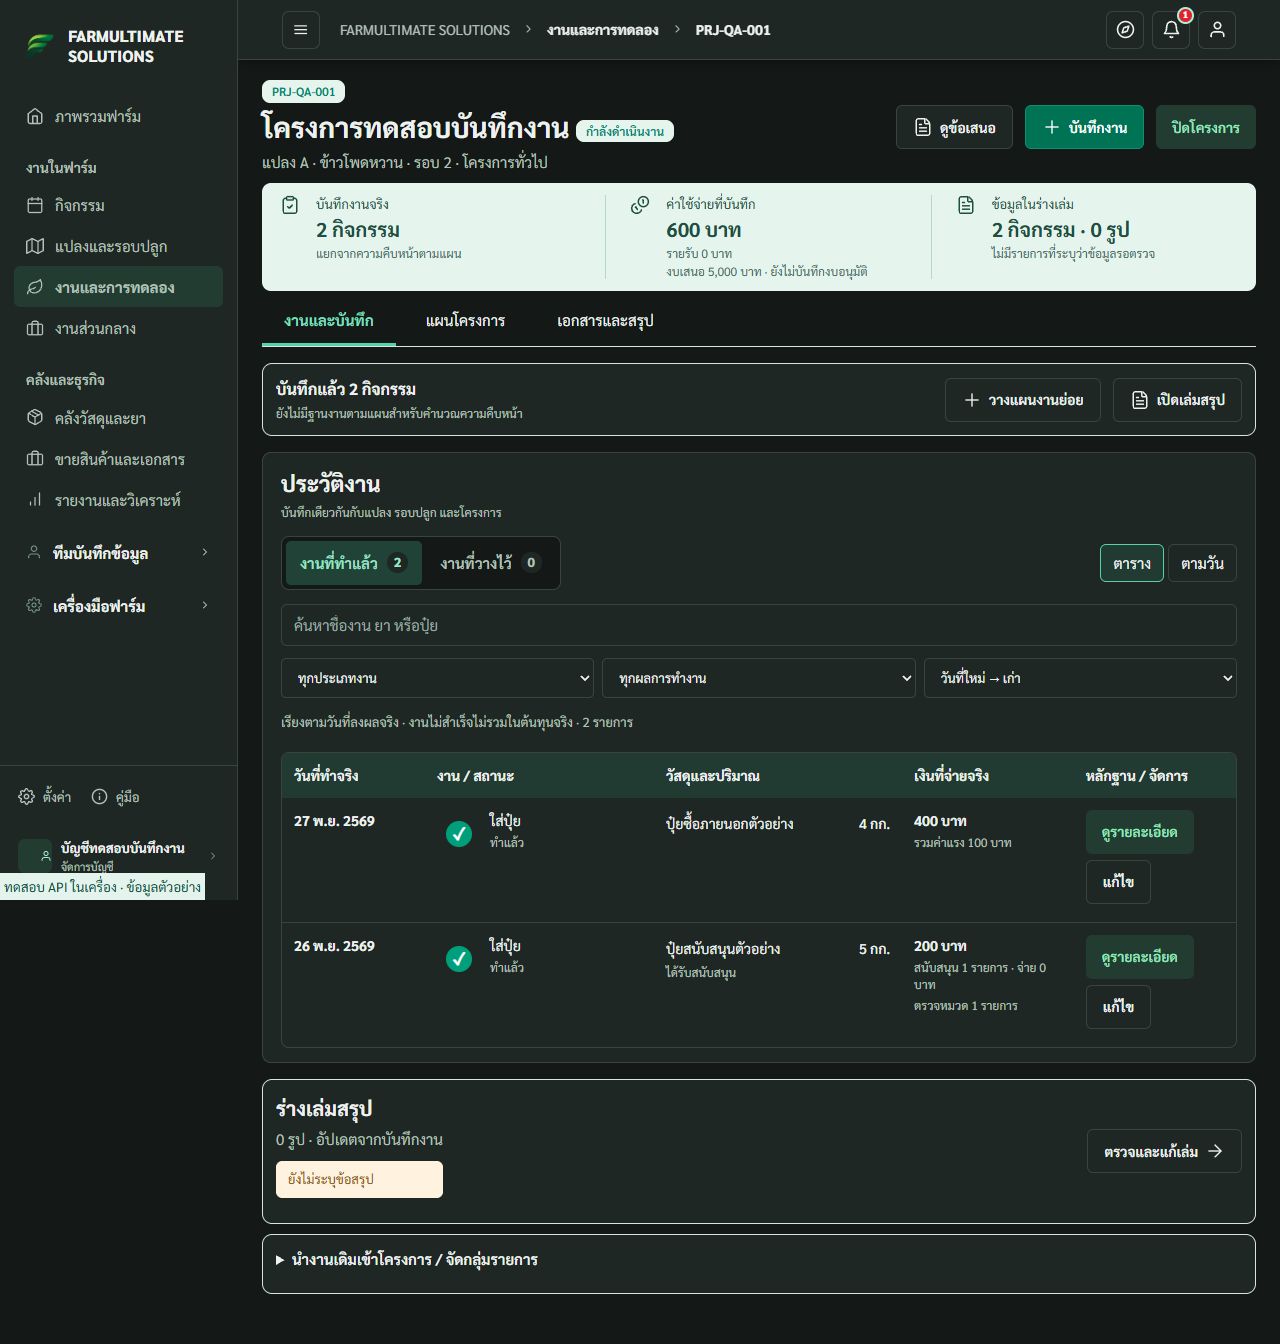 FARMULTIMATE
SOLUTIONS
ภาพรวมฟาร์ม
งานในฟาร์ม
กิจกรรม
แปลงและรอบปลูก
งานและการทดลอง
งานส่วนกลาง
คลังและธุรกิจ
คลังวัสดุและยา
ขายสินค้าและเอกสาร
รายงานและวิเคราะห์
ทีมบันทึกข้อมูล
เครื่องมือฟาร์ม
ตั้งค่า คู่มือ
บัญชีทดสอบบันทึกงาน
จัดการบัญชี
ทดสอบ API ในเครื่อง · ข้อมูลตัวอย่าง
FARMULTIMATE SOLUTIONS › งานและการทดลอง › PRJ-QA-001
1
PRJ-QA-001
โครงการทดสอบบันทึกงาน กำลังดำเนินงาน
แปลง A · ข้าวโพดหวาน · รอบ 2 · โครงการทั่วไป
ดูข้อเสนอ
บันทึกงาน
ปิดโครงการ
บันทึกงานจริง
2 กิจกรรม
แยกจากความคืบหน้าตามแผน
ค่าใช้จ่ายที่บันทึก
600 บาท
รายรับ 0 บาท
งบเสนอ 5,000 บาท · ยังไม่บันทึกงบอนุมัติ
ข้อมูลในร่างเล่ม
2 กิจกรรม · 0 รูป
ไม่มีรายการที่ระบุว่าข้อมูลรอตรวจ
งานและบันทึก แผนโครงการ เอกสารและสรุป
บันทึกแล้ว 2 กิจกรรม
ยังไม่มีฐานงานตามแผนสำหรับคำนวณความคืบหน้า
วางแผนงานย่อย
เปิดเล่มสรุป
ประวัติงาน
บันทึกเดียวกันกับแปลง รอบปลูก และโครงการ
งานที่ทำแล้ว 2 งานที่วางไว้ 0
ตาราง ตามวัน
ค้นหาชื่องาน ยา หรือปุ๋ย
ทุกประเภทงาน ทุกผลการทำงาน วันที่ใหม่ → เก่า
เรียงตามวันที่ลงผลจริง · งานไม่สำเร็จไม่รวมในต้นทุนจริง · 2 รายการ
วันที่ทำจริง งาน / สถานะ วัสดุและปริมาณ เงินที่จ่ายจริง หลักฐาน / จัดการ
27 พ.ย. 2569 ใส่ปุ๋ย ปุ๋ยซื้อภายนอกตัวอย่าง 4 กก. 400 บาท ดูรายละเอียด
ทำแล้ว รวมค่าแรง 100 บาท
แก้ไข
26 พ.ย. 2569 ใส่ปุ๋ย ปุ๋ยสนับสนุนตัวอย่าง 5 กก. 200 บาท ดูรายละเอียด
ทำแล้ว ได้รับสนับสนุน สนับสนุน 1 รายการ · จ่าย 0
บาท
ตรวจหมวด 1 รายการ
แก้ไข
ร่างเล่มสรุป
0 รูป · อัปเดตจากบันทึกงาน
ยังไม่ระบุข้อสรุป
ตรวจและแก้เล่ม →
▶ นำงานเดิมเข้าโครงการ / จัดกลุ่มรายการ